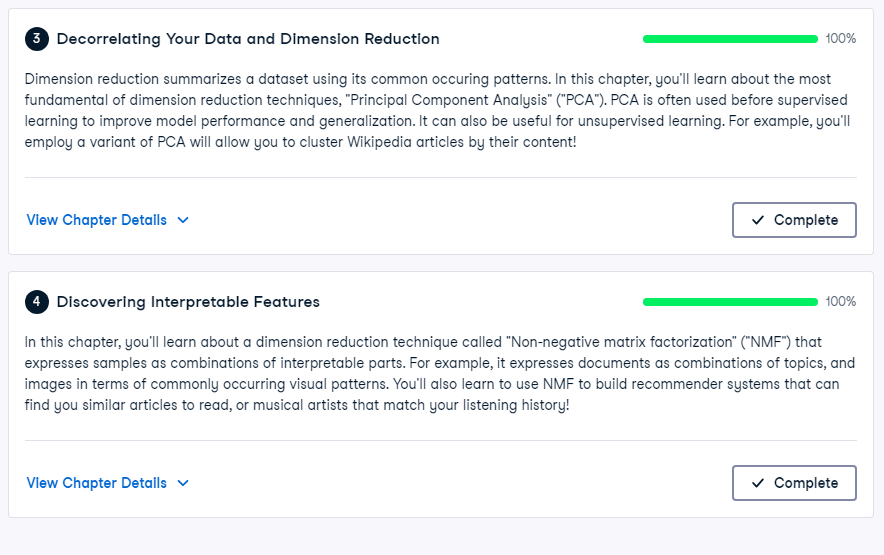 3 Decorrelating Your Data and Dimension Reduction 100%
Dimension reduction summarizes a dataset using its common occuring patterns. In this chapter, you'll learn about the most
fundamental of dimension reduction techniques, "Principal Component Analysis" ("PCA"). PCA is often used before supervised
learning to improve model performance and generalization. It can also be useful for unsupervised learning. For example, you'll
employ a variant of PCA will allow you to cluster Wikipedia articles by their content!
View Chapter Details Complete
4 Discovering Interpretable Features 100%
In this chapter, you'll learn about a dimension reduction technique called "Non-negative matrix factorization" ("NMF") that
expresses samples as combinations of interpretable parts. For example, it expresses documents as combinations of topics, and
images in terms of commonly occurring visual patterns. You'll also learn to use NMF to build recommender systems that can
find you similar articles to read, or musical artists that match your listening history!
View Chapter Details Complete